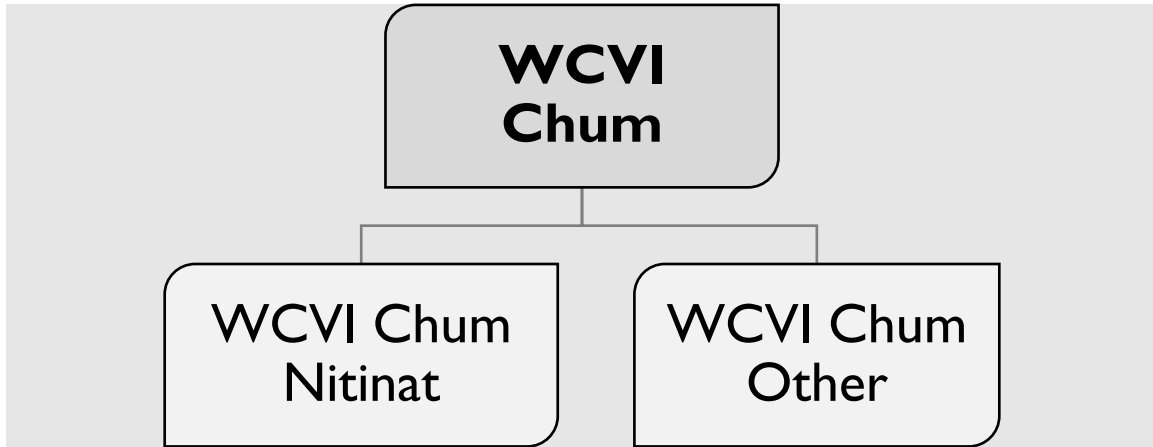 WCVI
Chum
WCVI Chum
Nitinat
WCVI Chum
Other